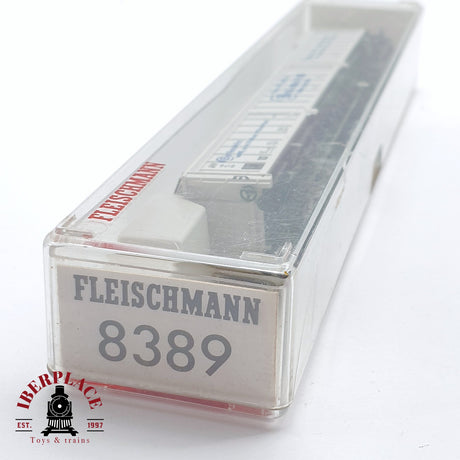 FLEISCHMANN
FLEISCHMANN
8389
IBERPLACE
EST. 1997
Toys & trains